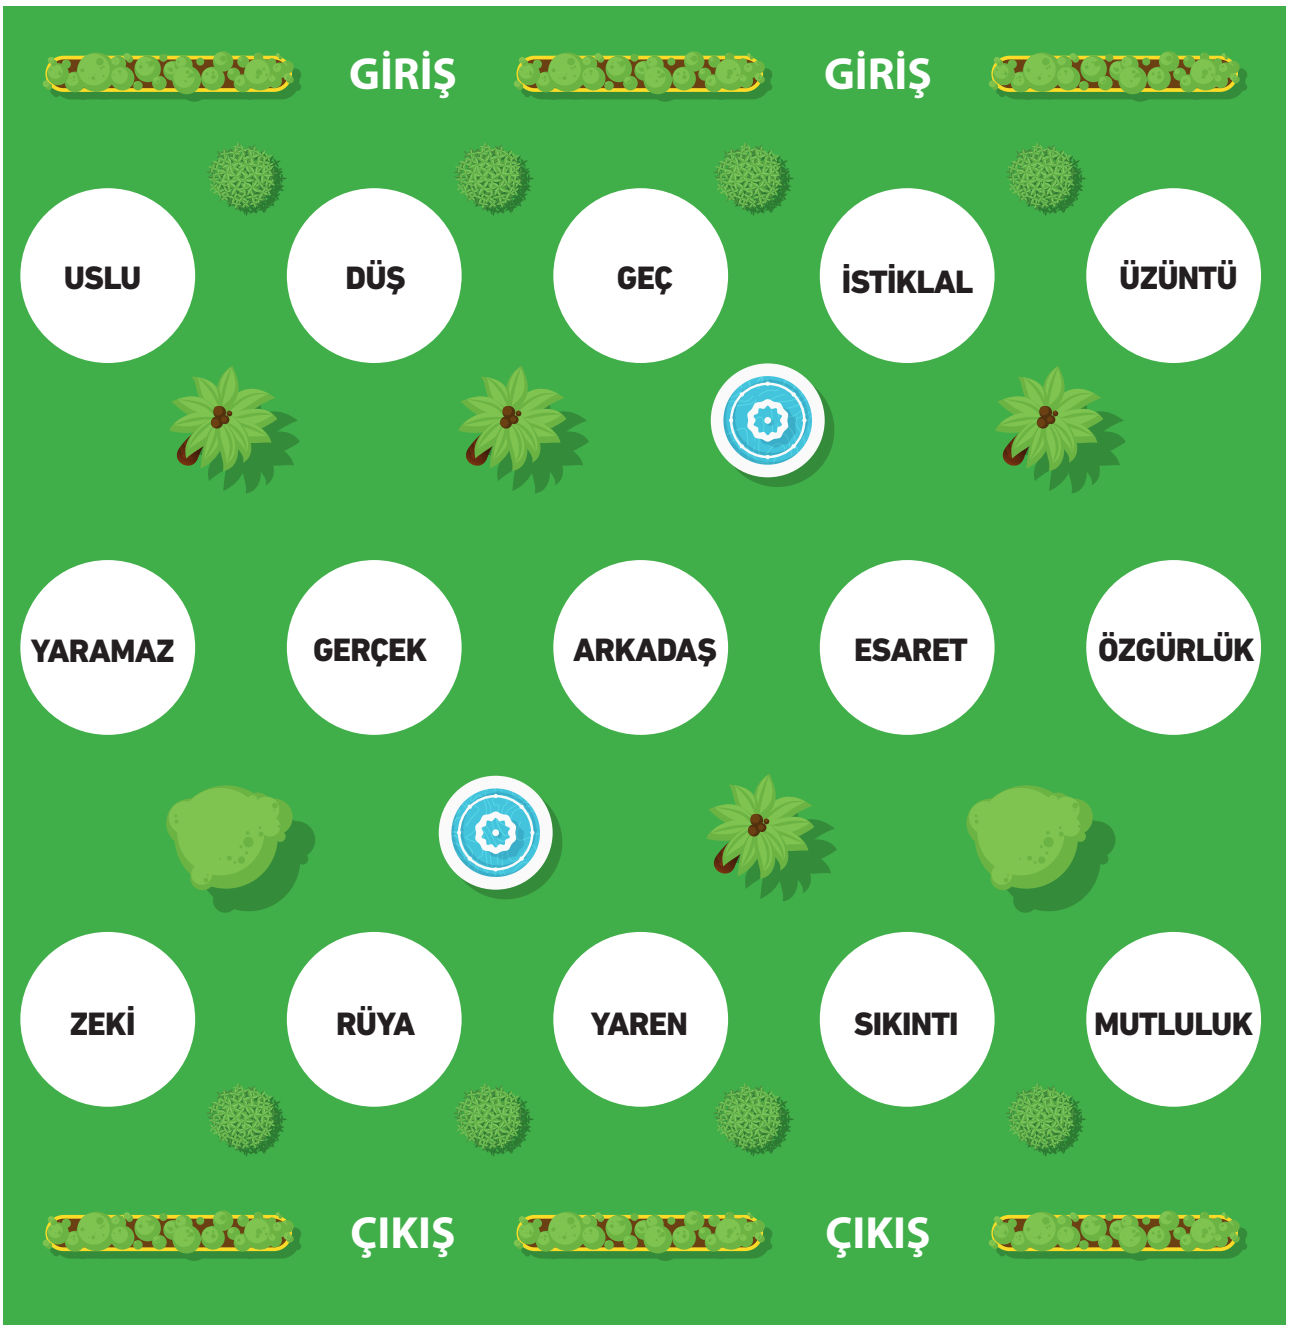 GİRİŞ GİRİŞ
USLU DÜŞ GEÇ İSTİKLAL ÜZÜNTÜ
YARAMAZ GERÇEK ARKADAŞ ESARET ÖZGÜRLÜK
ZEKİ RÜYA YAREN SIKINTI MUTLULUK
ÇIKIŞ ÇIKIŞ